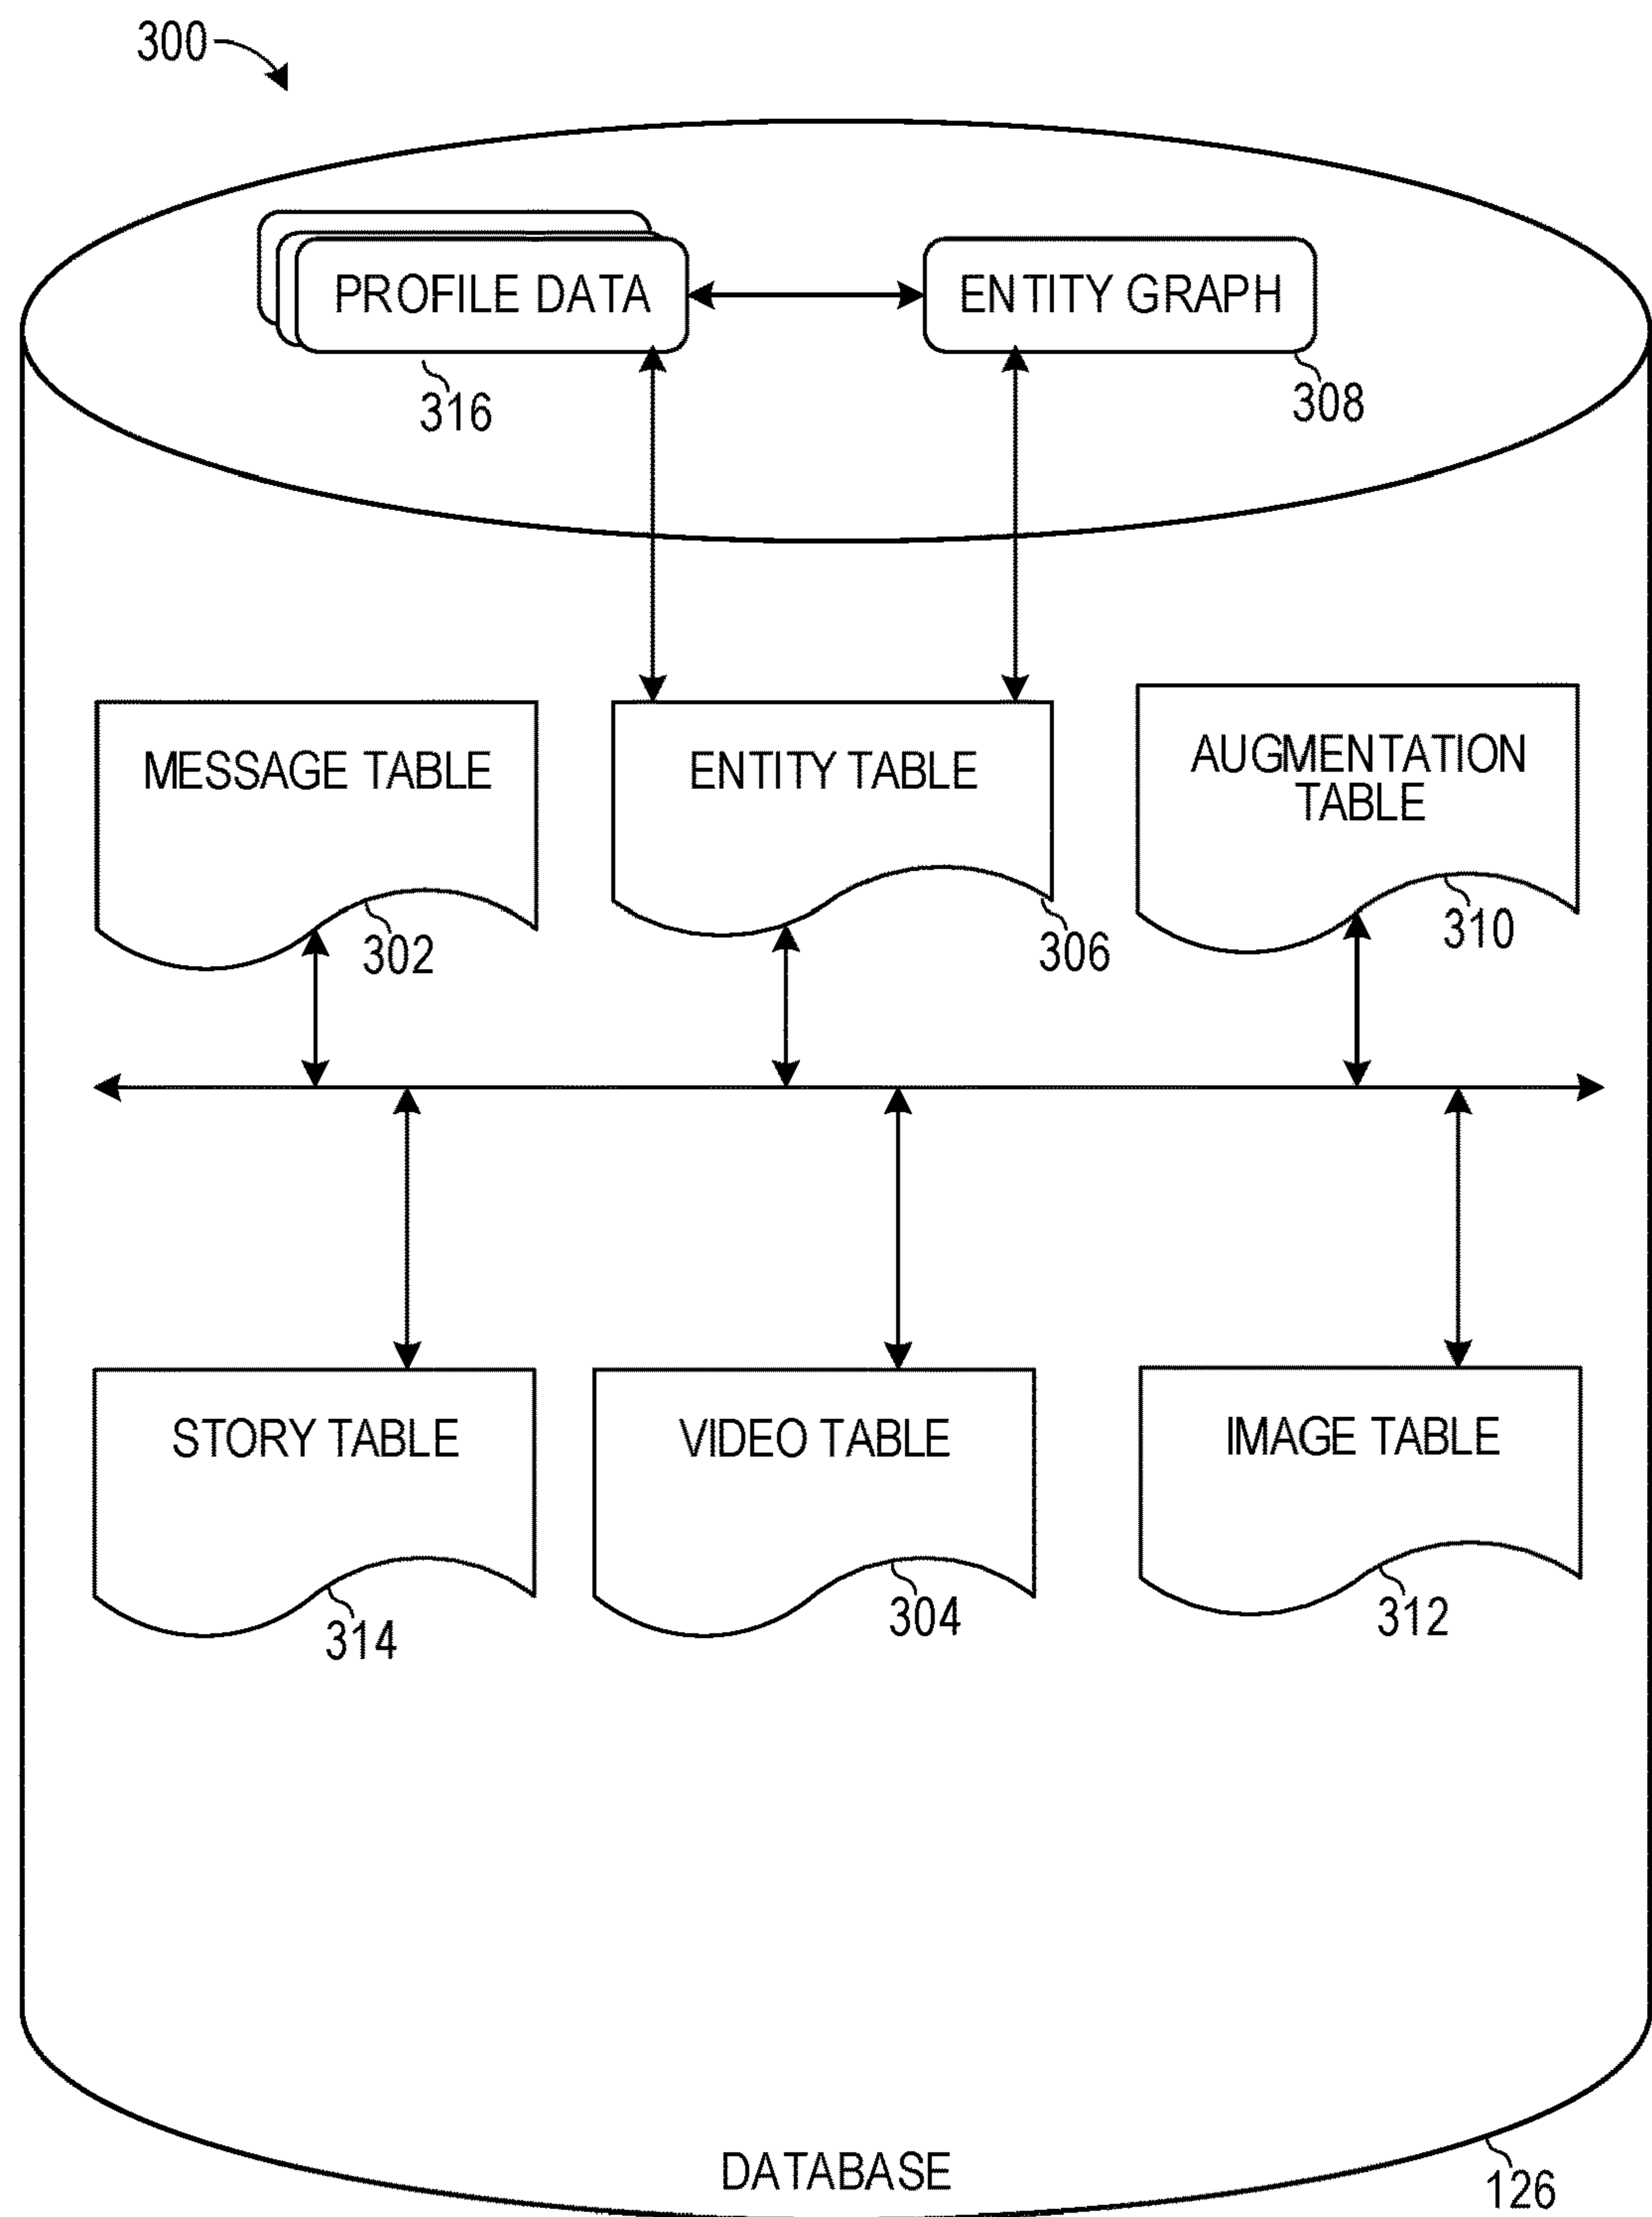 300
PROFILE DATA
ENTITY GRAPH
316
308
MESSAGE TABLE
ENTITY TABLE
AUGMENTATION
TABLE
302
306
310
STORY TABLE
VIDEO TABLE
IMAGE TABLE
314
304
312
DATABASE
126